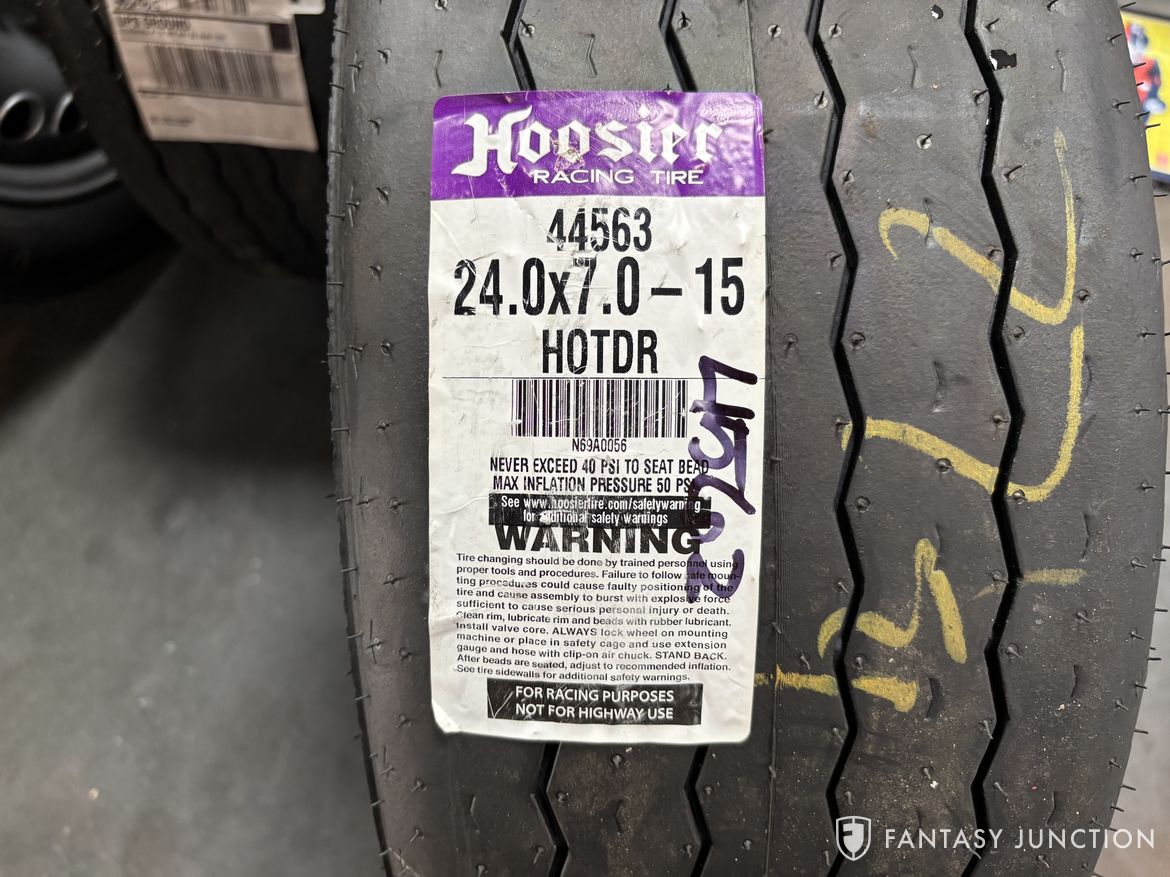 UPS GROUND
Hoosier
RACING TIRE
44563
24.0x7.0-15
HOTDR
N69A0056
NEVER EXCEED 40 PSI TO SEAT BEAD
MAX INFLATION PRESSURE 50 PSI
See www.hoosiertire.com/safetywarning
for additional safety warnings
WARNING
Tire changing should be done by trained personnel using
proper tools and procedures. Failure to follow safe moun-
ting procedures could cause faulty positioning of the
tire and cause assembly to burst with explosive force
sufficient to cause serious personal injury or death.
Clean rim, lubricate rim and beads with rubber lubricant.
Install valve core. ALWAYS lock wheel on mounting
machine or place in safety cage and use extension
gauge and hose with clip-on air chuck. STAND BACK.
After beads are seated, adjust to recommended inflation.
See tire sidewalls for additional safety warnings.
FOR RACING PURPOSES
NOT FOR HIGHWAY USE
FANTASY JUNCTION